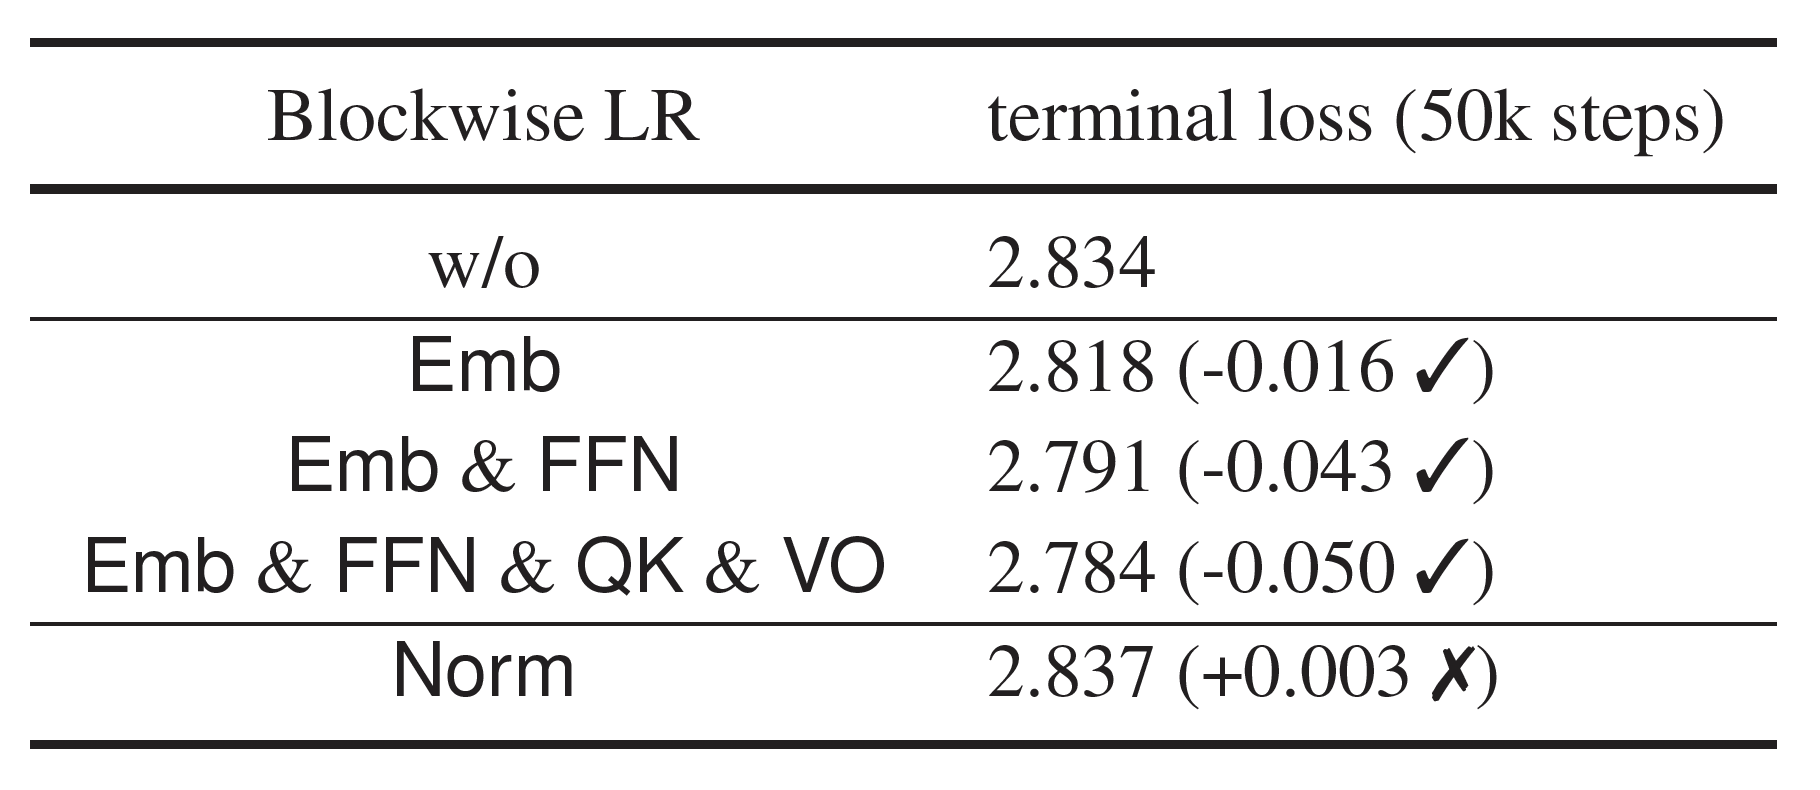 Blockwise LR terminal loss (50k steps)
w/o 2.834
Emb 2.818 (-0.016 ✓)
Emb & FFN 2.791 (-0.043 ✓)
Emb & FFN & QK & VO 2.784 (-0.050 ✓)
Norm 2.837 (+0.003 ✗)